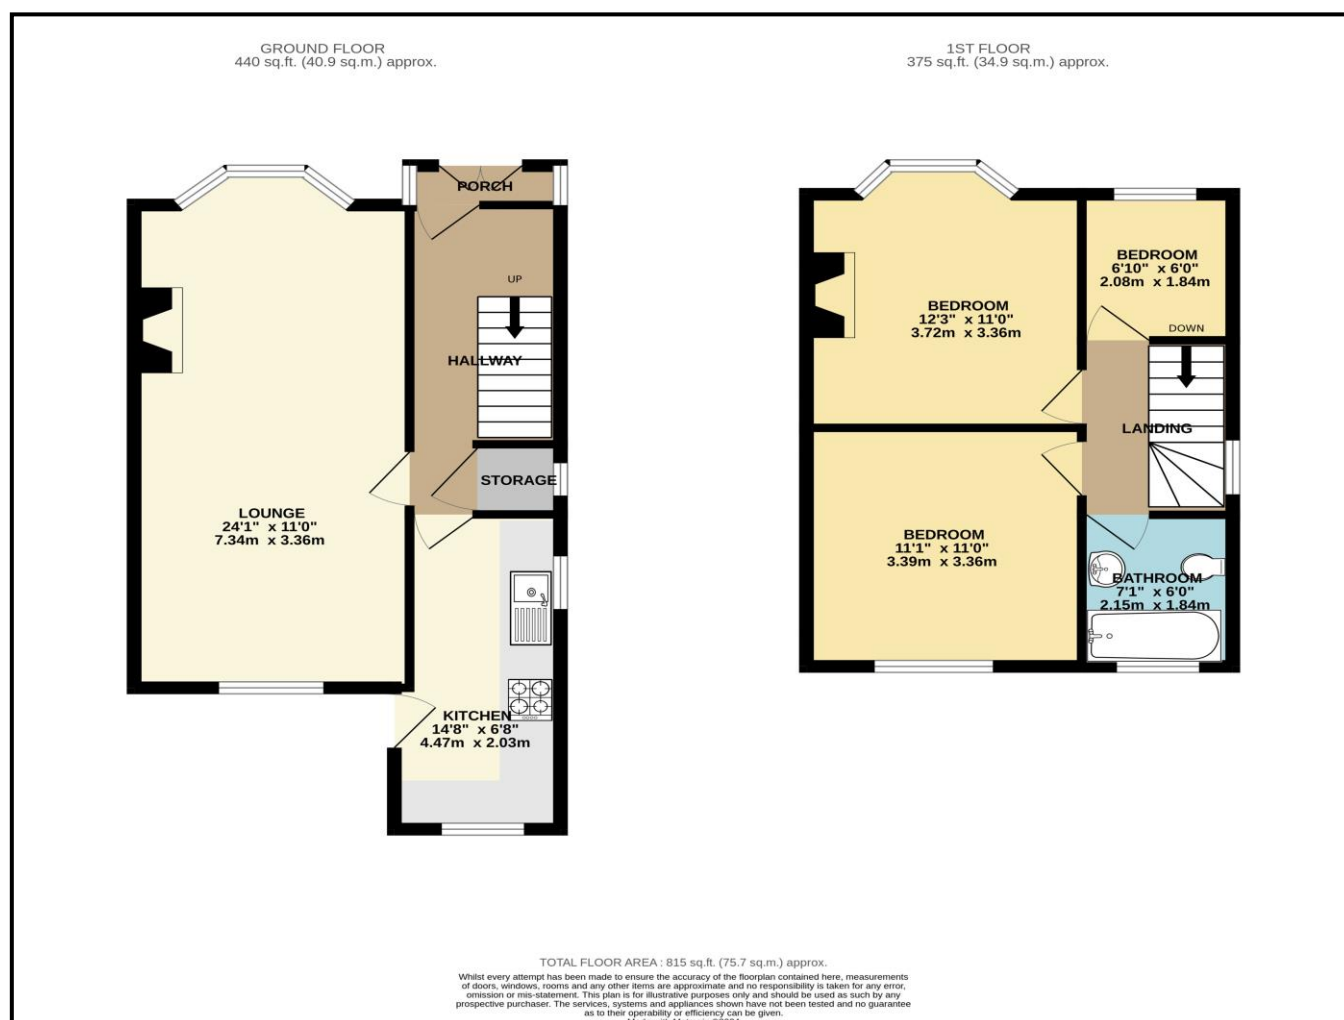 GROUND FLOOR
440 sq.ft. (40.9 sq.m.) approx.
PORCH
UP
HALLWAY
STORAGE
LOUNGE
24'1" x 11'0"
7.34m x 3.36m
KITCHEN
14'8" x 6'8"
4.47m x 2.03m
1ST FLOOR
375 sq.ft. (34.9 sq.m.) approx.
BEDROOM
6'10" x 6'0"
2.08m x 1.84m
BEDROOM
12'3" x 11'0"
3.72m x 3.36m
DOWN
LANDING
BEDROOM
11'1" x 11'0"
3.39m x 3.36m
BATHROOM
7'1" x 6'0"
2.15m x 1.84m
TOTAL FLOOR AREA : 815 sq.ft. (75.7 sq.m.) approx.
Whilst every attempt has been made to ensure the accuracy of the floorplan contained here, measurements
of doors, windows, rooms and any other items are approximate and no responsibility is taken for any error,
omission or mis-statement. This plan is for illustrative purposes only and should be used as such by any
prospective purchaser. The services, systems and appliances shown have not been tested and no guarantee
as to their operability or efficiency can be given.